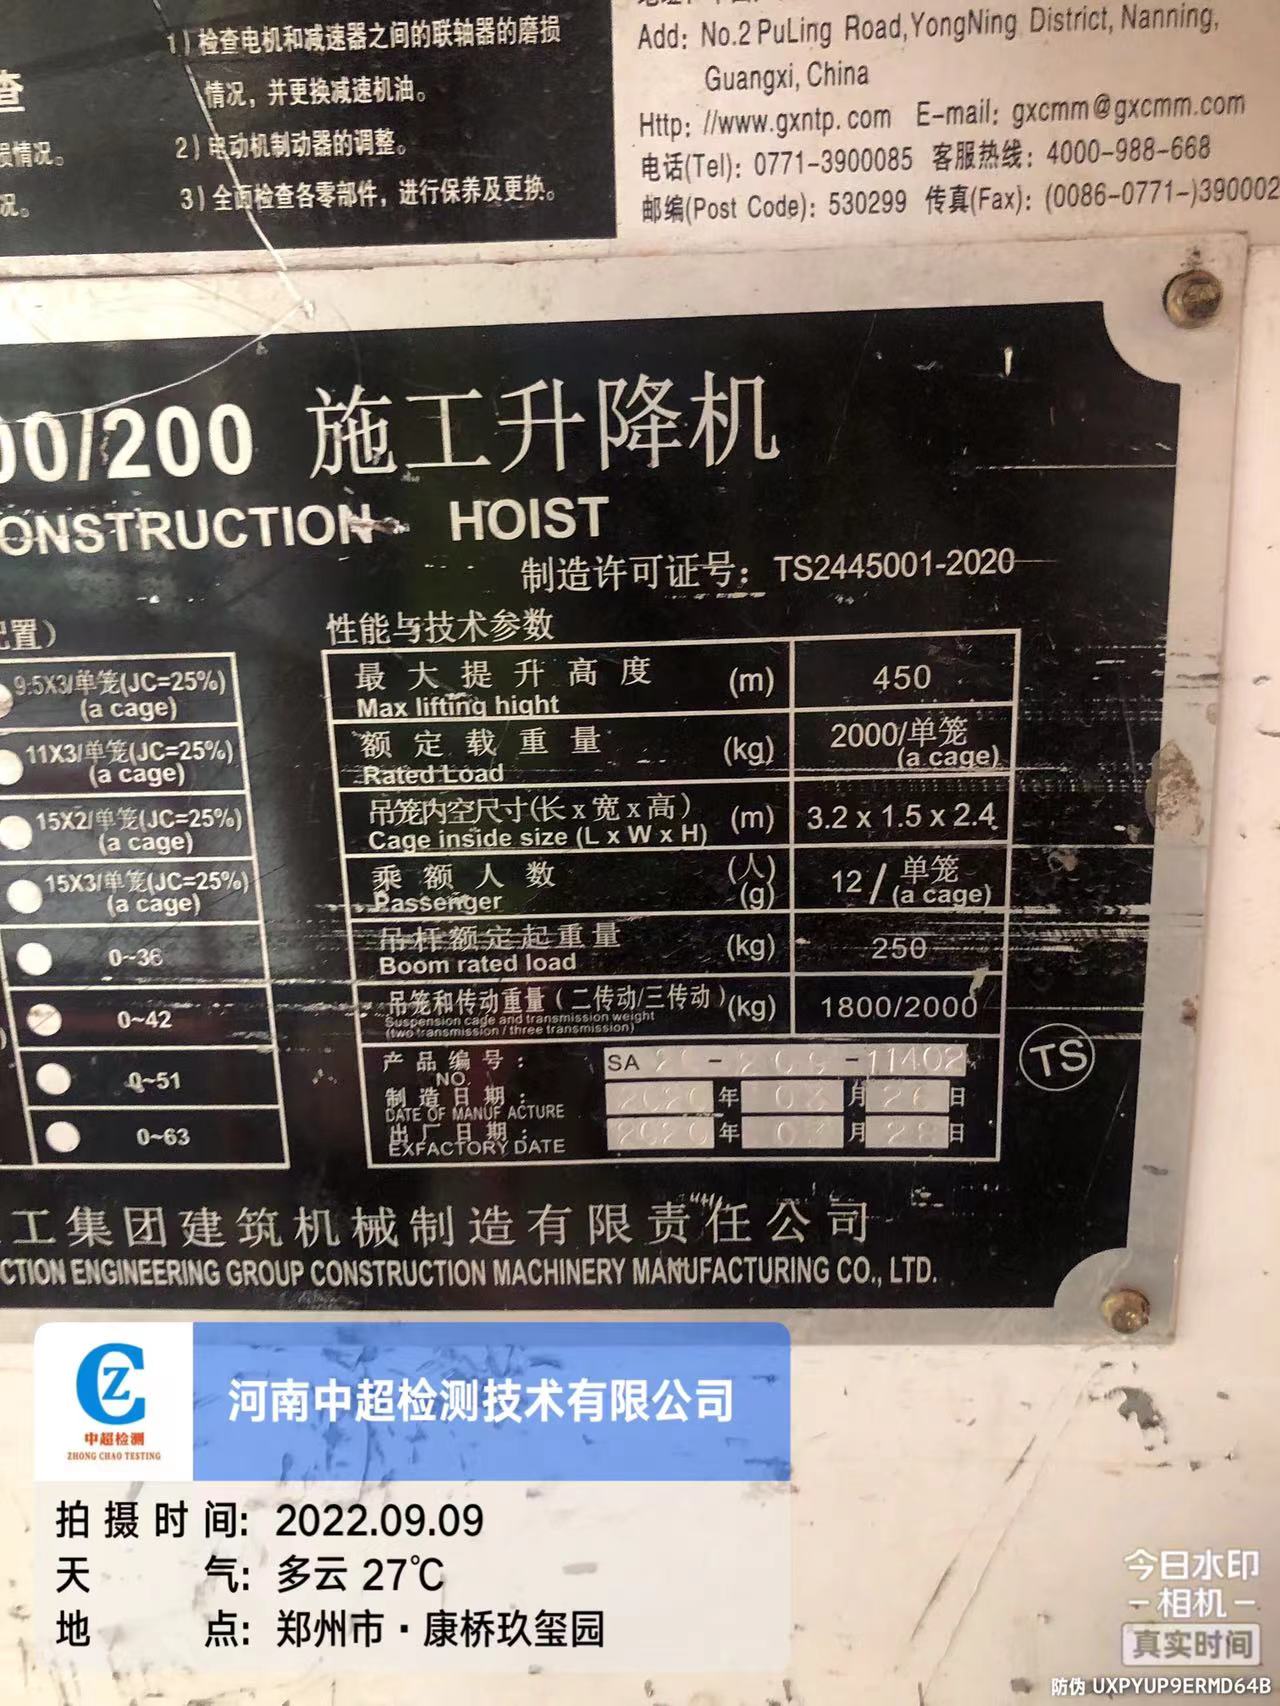 1）检查电机和减速器之间的联轴器的磨损
情况，并更换减速机油。
2）电动机制动器的调整。
3）全面检查各零部件，进行保养及更换。
查
损情况。
况。
Add: No.2 PuLing Road,YongNing District, Nanning,
Guangxi, China
Http: //www.gxntp.com E-mail: gxcmm@gxcmm.com
电话(Tel): 0771-3900085 客服热线: 4000-988-668
邮编(Post Code): 530299 传真(Fax): (0086-0771-)390002
00/200 施工升降机
ONSTRUCTION HOIST
制造许可证号：TS2445001-2020
配置）
9.5X3/单笼(JC=25%)
(a cage)
11X3/单笼(JC=25%)
(a cage)
15X2/单笼(JC=25%)
(a cage)
15X3/单笼(JC=25%)
(a cage)
0~36
0~42
0~51
0~63
性能与技术参数
最大提升高度 (m) 450
Max lifting hight
额定载重量 (kg) 2000/单笼
Rated Load (a cage)
吊笼内空尺寸(长x宽x高) (m) 3.2 x 1.5 x 2.4
Cage inside size (L x W x H)
乘额人数 (人) 12/单笼
Passenger (g) (a cage)
吊杆额定起重量 (kg) 250
Boom rated load
吊笼和传动重量（二传动/三传动）(kg) 1800/2000
Suspension cage and transmission weight
(two transmission / three transmission)
产品编号： SA - -11402
NO.
制造日期： 2020年 月26日
DATE OF MANUFACTURE
出厂日期： 2020年 月28日
EXFACTORY DATE
TS
工集团建筑机械制造有限责任公司
CTION ENGINEERING GROUP CONSTRUCTION MACHINERY MANUFACTURING CO., LTD.
CZ
中超检测
ZHONG CHAO TESTING
河南中超检测技术有限公司
拍摄时间: 2022.09.09
天气: 多云 27℃
地点: 郑州市·康桥玖玺园
今日水印
-相机-
真实时间
防伪 UXPYUP9ERMD64B